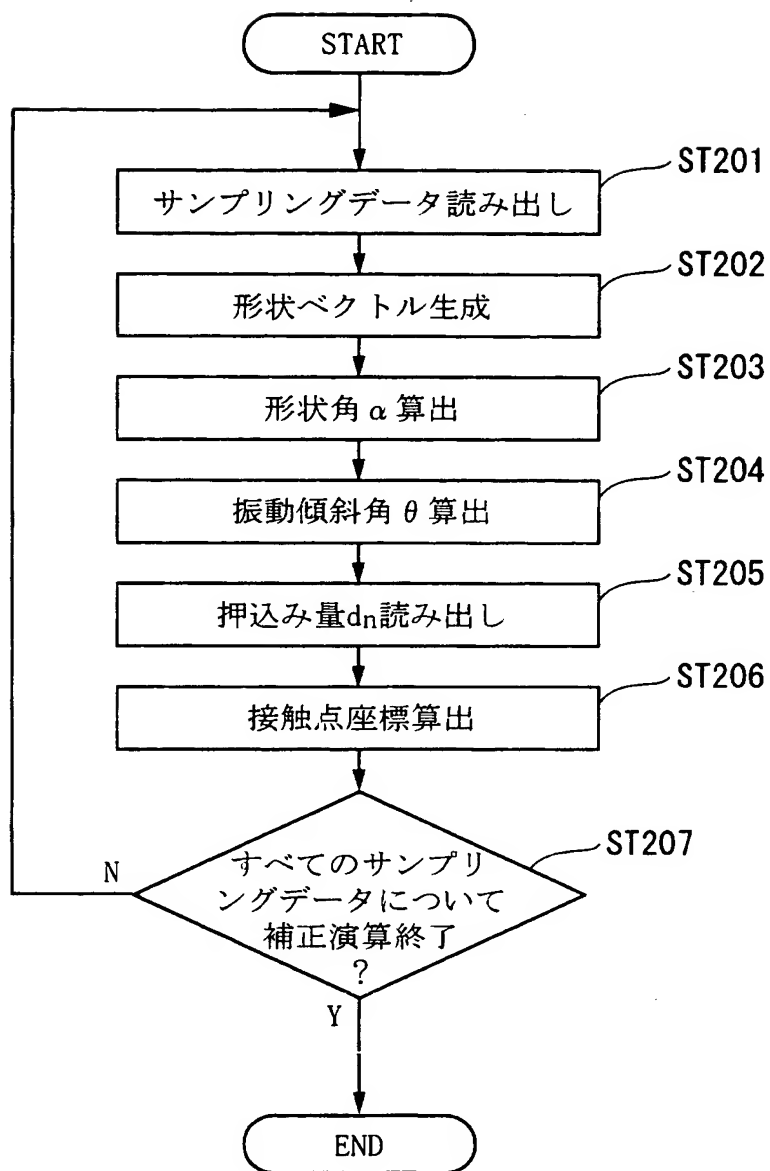 START
ST201
サンプリングデータ読み出し
ST202
形状ベクトル生成
ST203
形状角α算出
ST204
振動傾斜角θ算出
ST205
押込み量dn読み出し
ST206
接触点座標算出
ST207
N
すべてのサンプリ
ングデータについて
補正演算終了
?
Y
END